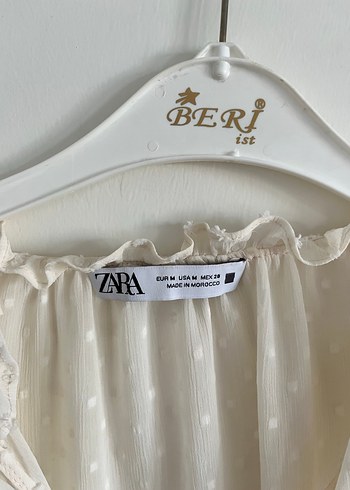 BERI®
ist
ZARA
EUR M USA M MEX 28
MADE IN MOROCCO